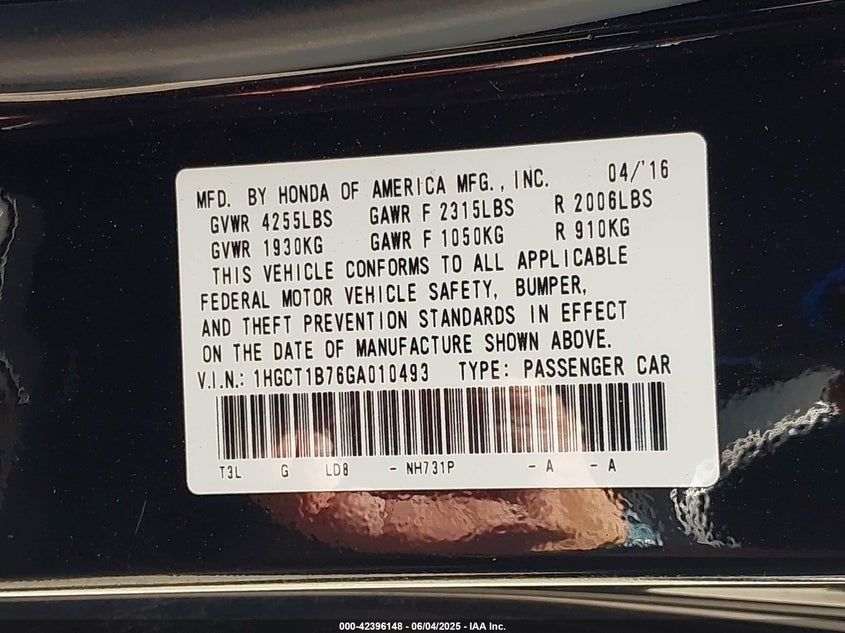 MFD. BY HONDA OF AMERICA MFG., INC. 04/'16
GVWR 4255LBS GAWR F 2315LBS R 2006LBS
GVWR 1930KG GAWR F 1050KG R 910KG
THIS VEHICLE CONFORMS TO ALL APPLICABLE
FEDERAL MOTOR VEHICLE SAFETY, BUMPER,
AND THEFT PREVENTION STANDARDS IN EFFECT
ON THE DATE OF MANUFACTURE SHOWN ABOVE.
V.I.N.: 1HGCT1B76GA010493 TYPE: PASSENGER CAR
T3L G LD8 - NH731P - A - A
000-42396148 - 06/04/2025 - IAA Inc.